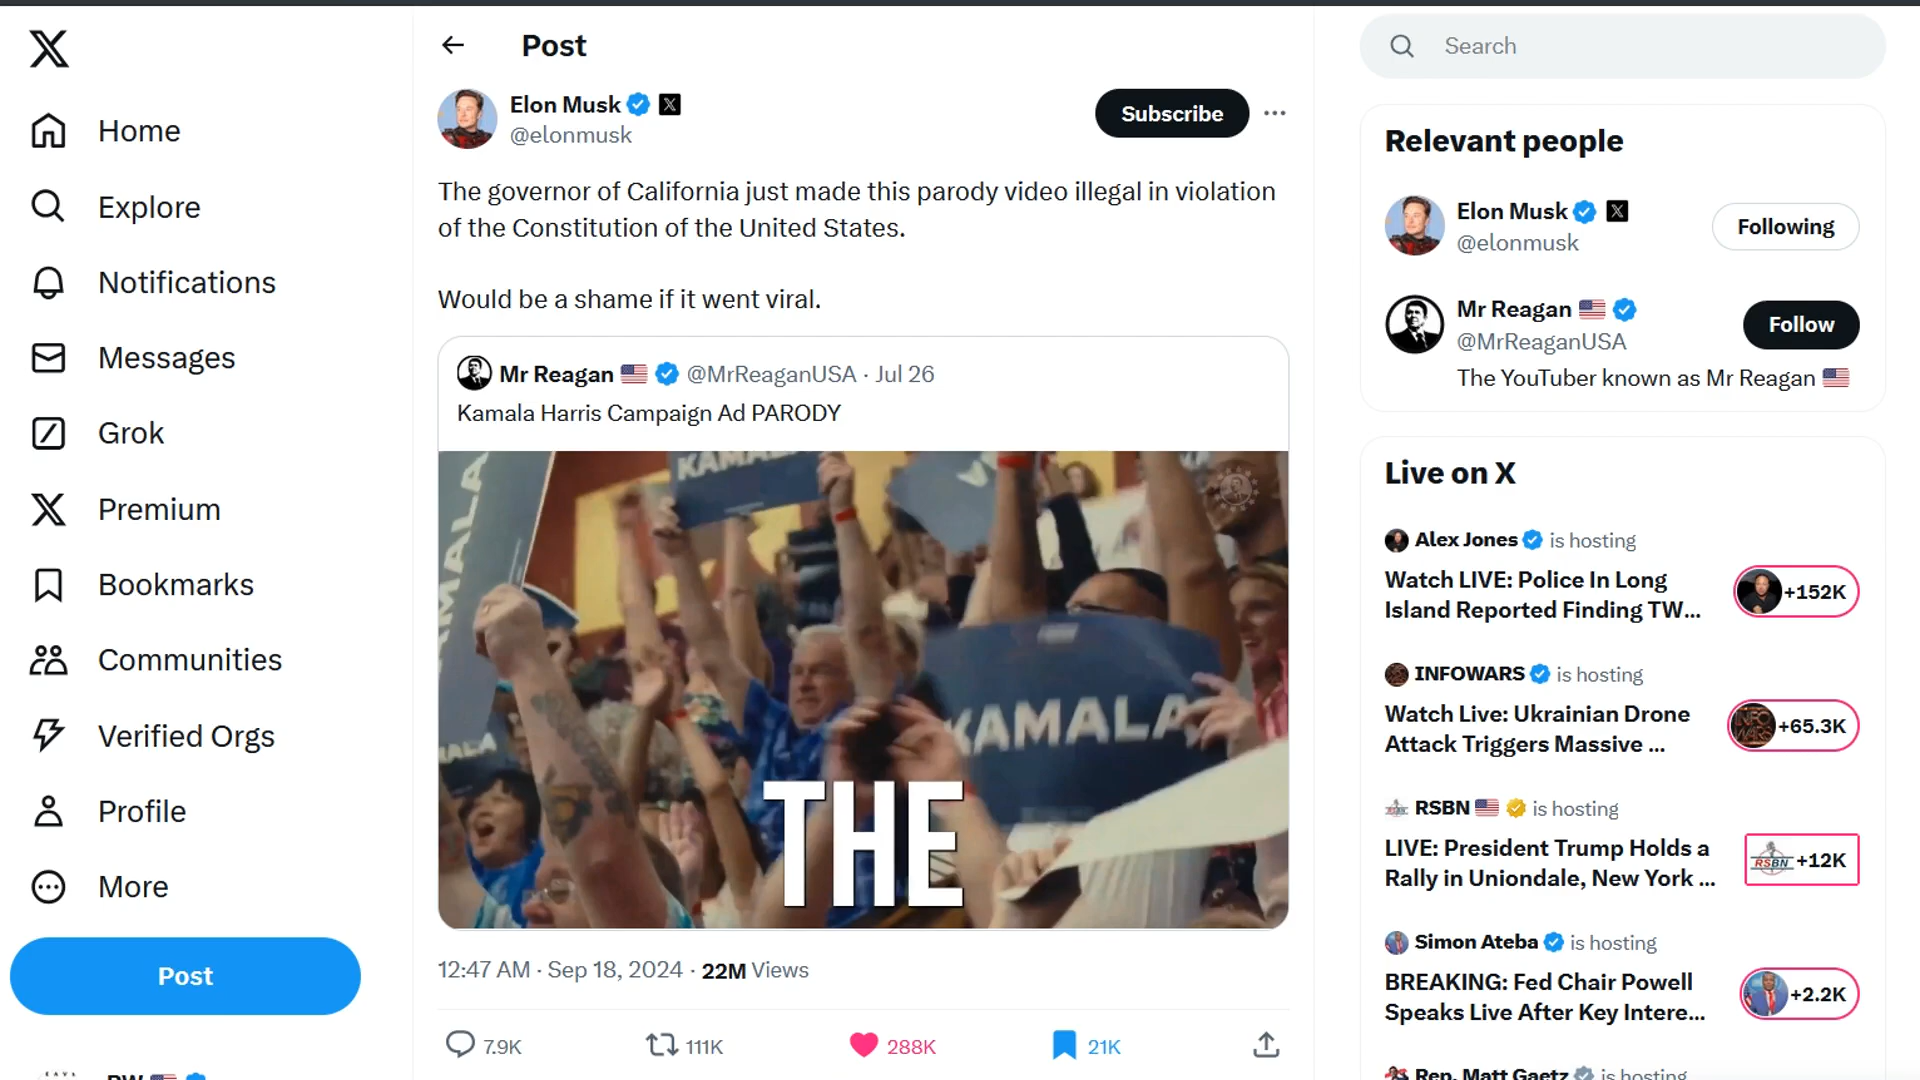 Home
Explore
Notifications
Messages
Grok
Premium
Bookmarks
Communities
Verified Orgs
Profile
More
Post
Post
Elon Musk
@elonmusk
Subscribe
The governor of California just made this parody video illegal in violation
of the Constitution of the United States.
Would be a shame if it went viral.
Mr Reagan @MrReaganUSA · Jul 26
Kamala Harris Campaign Ad PARODY
KAMALA
KAMALA
THE
12:47 AM · Sep 18, 2024 · 22M Views
7.9K
111K
288K
21K
Search
Relevant people
Elon Musk
@elonmusk
Following
Mr Reagan
@MrReaganUSA
Follow
The YouTuber known as Mr Reagan
Live on X
Alex Jones is hosting
Watch LIVE: Police In Long
Island Reported Finding TW...
+152K
INFOWARS is hosting
Watch Live: Ukrainian Drone
Attack Triggers Massive ...
INFO
WARS
+65.3K
RSBN is hosting
LIVE: President Trump Holds a
Rally in Uniondale, New York ...
RSBN
+12K
Simon Ateba is hosting
BREAKING: Fed Chair Powell
Speaks Live After Key Intere...
+2.2K
Rep. Matt Gaetz is hosting